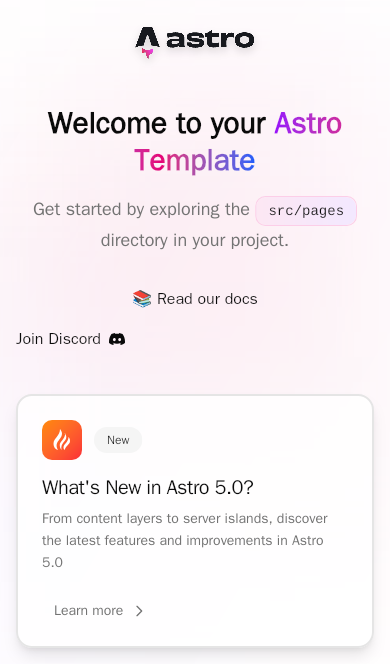 astro
Welcome to your Astro
Template
Get started by exploring the src/pages
directory in your project.
📚 Read our docs
Join Discord
New
What's New in Astro 5.0?
From content layers to server islands, discover
the latest features and improvements in Astro
5.0
Learn more